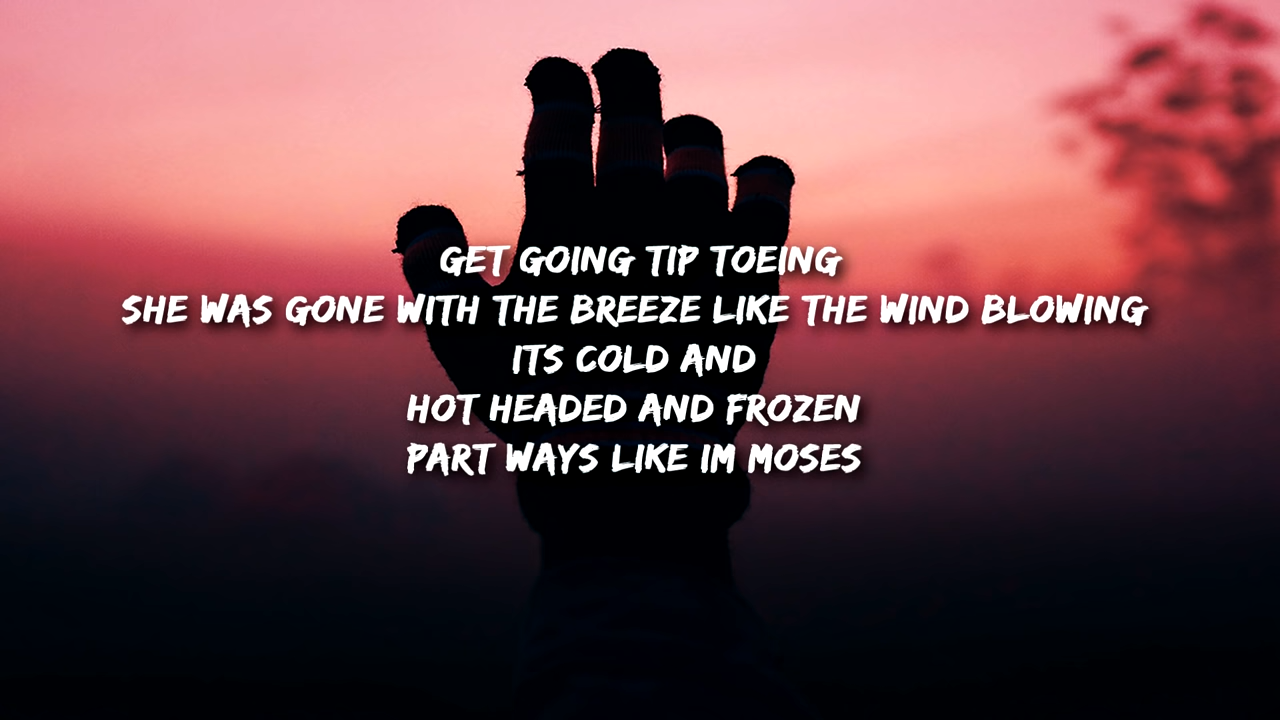 GET GOING TIP TOEING
SHE WAS GONE WITH THE BREEZE LIKE THE WIND BLOWING
ITS COLD AND
HOT HEADED AND FROZEN
PART WAYS LIKE IM MOSES